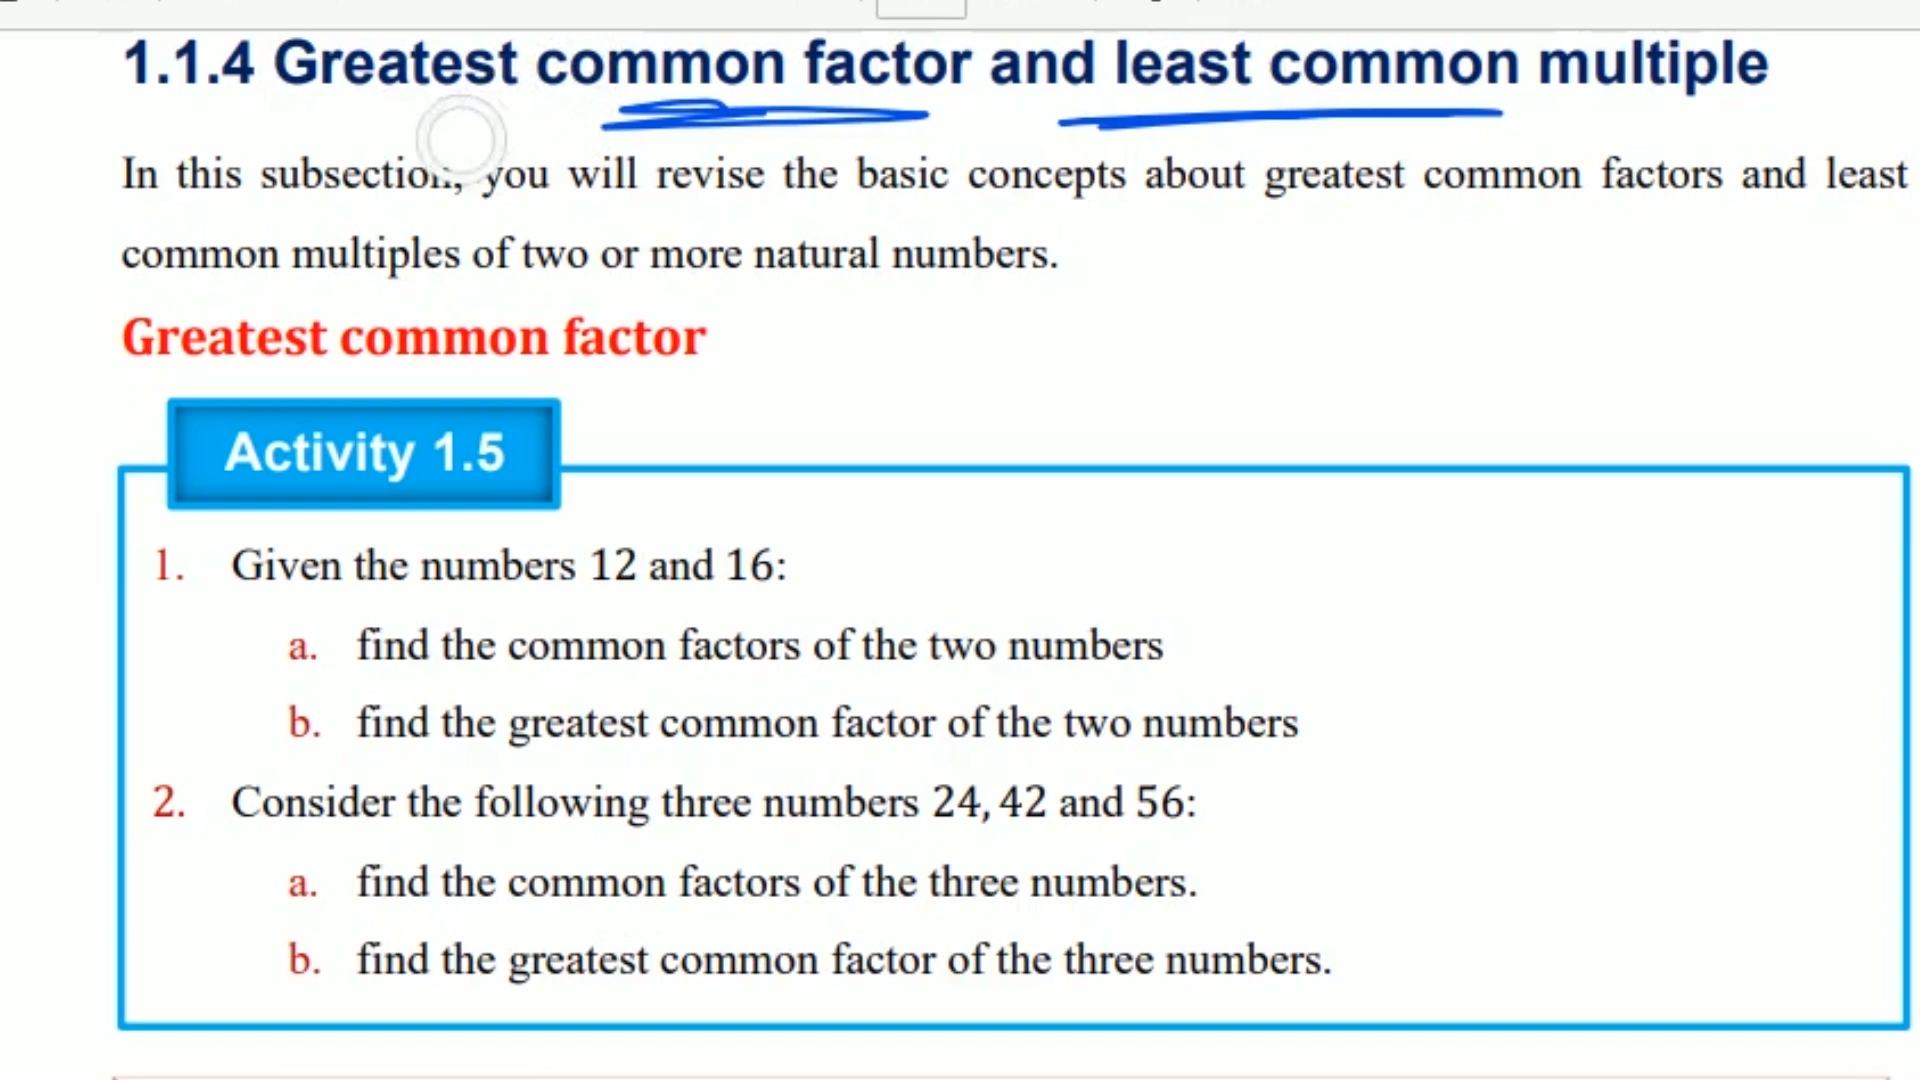 1.1.4 Greatest common factor and least common multiple
In this subsection, you will revise the basic concepts about greatest common factors and least
common multiples of two or more natural numbers.
Greatest common factor
Activity 1.5
1. Given the numbers 12 and 16:
a. find the common factors of the two numbers
b. find the greatest common factor of the two numbers
2. Consider the following three numbers 24, 42 and 56:
a. find the common factors of the three numbers.
b. find the greatest common factor of the three numbers.